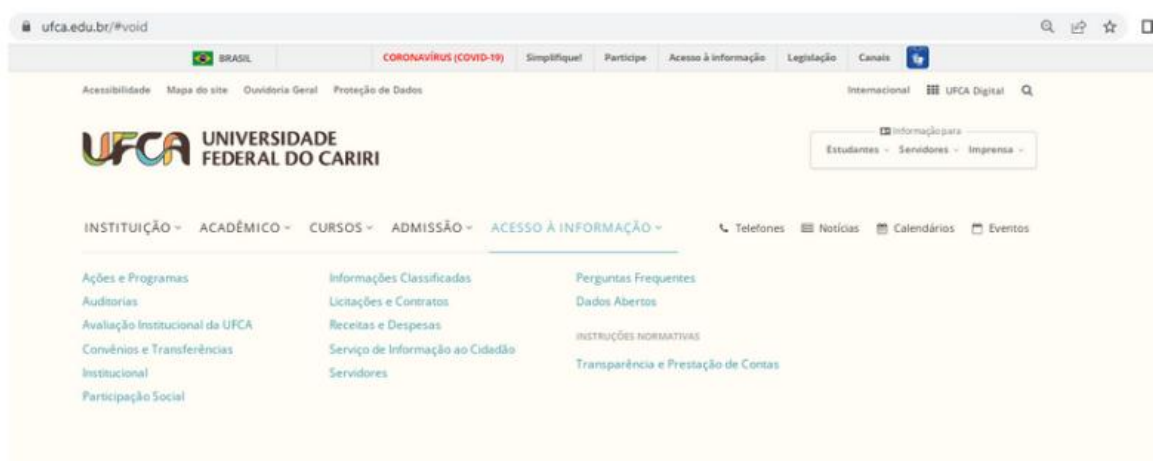 ufca.edu.br/#void
BRASIL CORONAVÍRUS (COVID-19) Simplifique! Participe Acesso à informação Legislação Canais
Acessibilidade Mapa do site Ouvidoria Geral Proteção de Dados Internacional UFCA Digital
UFCA UNIVERSIDADE
FEDERAL DO CARIRI
Informação para
Estudantes Servidores Imprensa
INSTITUIÇÃO ACADÊMICO CURSOS ADMISSÃO ACESSO À INFORMAÇÃO Telefones Notícias Calendários Eventos
Ações e Programas
Auditorias
Avaliação Institucional da UFCA
Convênios e Transferências
Institucional
Participação Social
Informações Classificadas
Licitações e Contratos
Receitas e Despesas
Serviço de Informação ao Cidadão
Servidores
Perguntas Frequentes
Dados Abertos
INSTRUÇÕES NORMATIVAS
Transparência e Prestação de Contas